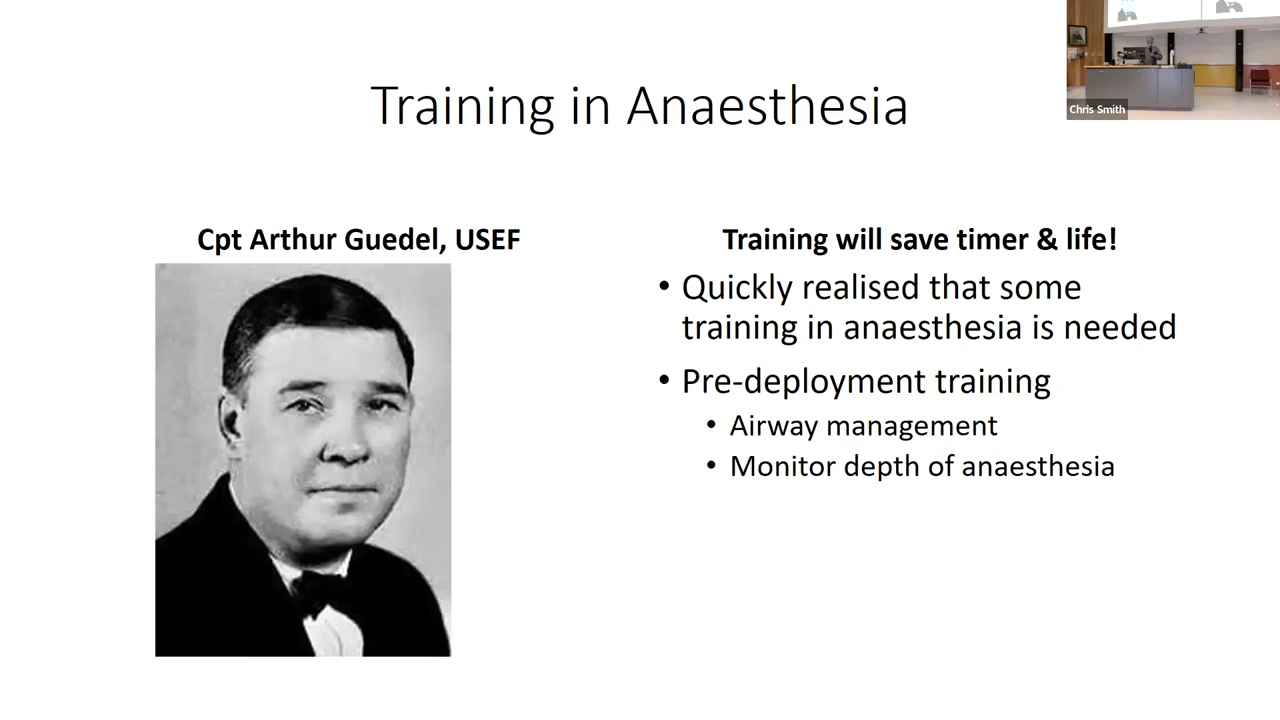 Chris Smith
Training in Anaesthesia
Cpt Arthur Guedel, USEF
Training will save timer & life!
• Quickly realised that some
training in anaesthesia is needed
• Pre-deployment training
• Airway management
• Monitor depth of anaesthesia